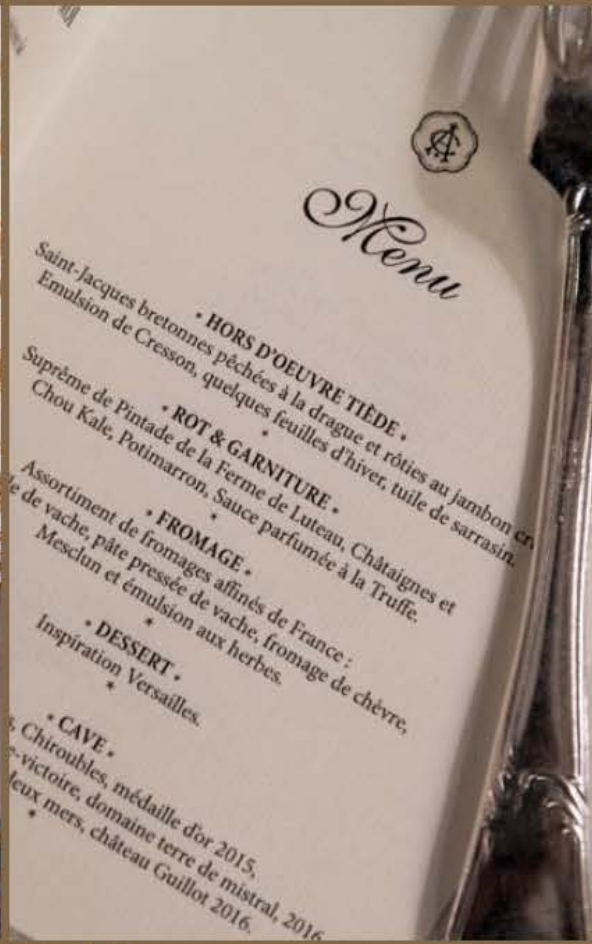 Menu
• HORS D'OEUVRE TIÈDE •
Saint-Jacques bretonnes pêchées à la drague et rôties au jambon
Emulsion de Cresson, quelques feuilles d'hiver, tuile de sarrasin.
*
• ROT & GARNITURE •
Suprême de Pintade de la Ferme de Luteau, Châtaignes et
Chou Kale, Potimarron, Sauce parfumée à la Truffe.
*
• FROMAGE •
Assortiment de fromages affinés de France :
de vache, pâte pressée de vache, fromage de chèvre,
Mesclun et émulsion aux herbes.
*
• DESSERT •
Inspiration Versailles.
*
• CAVE •
Chiroubles, médaille d'or 2015,
-victoire, domaine terre de mistral, 2016
deux mers, château Guillot 2016.
*